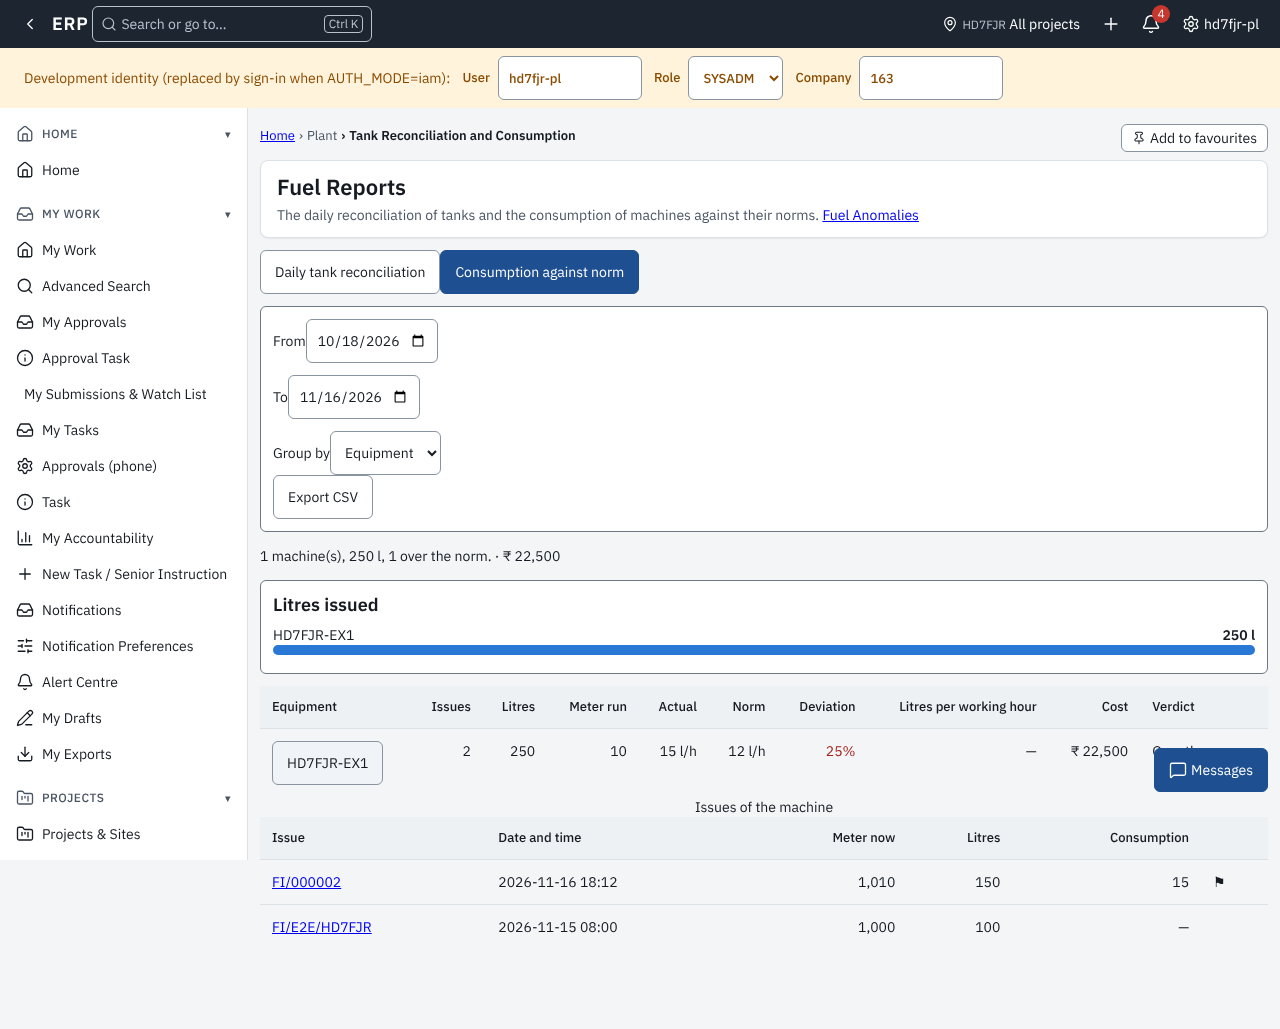 ERP
Search or go to...
Ctrl K
HD7FJR All projects
4
hd7fjr-pl
Development identity (replaced by sign-in when AUTH_MODE=iam): User hd7fjr-pl Role SYSADM Company 163
HOME
Home
MY WORK
My Work
Advanced Search
My Approvals
Approval Task
My Submissions & Watch List
My Tasks
Approvals (phone)
Task
My Accountability
New Task / Senior Instruction
Notifications
Notification Preferences
Alert Centre
My Drafts
My Exports
PROJECTS
Projects & Sites
Home › Plant › Tank Reconciliation and Consumption
Add to favourites
Fuel Reports
The daily reconciliation of tanks and the consumption of machines against their norms. Fuel Anomalies
Daily tank reconciliation
Consumption against norm
From 10/18/2026
To 11/16/2026
Group by Equipment
Export CSV
1 machine(s), 250 l, 1 over the norm. · ₹ 22,500
Litres issued
HD7FJR-EX1 250 l
Equipment Issues Litres Meter run Actual Norm Deviation Litres per working hour Cost Verdict
HD7FJR-EX1 2 250 10 15 l/h 12 l/h 25% — ₹ 22,500
Messages
Issues of the machine
Issue Date and time Meter now Litres Consumption
FI/000002 2026-11-16 18:12 1,010 150 15
FI/E2E/HD7FJR 2026-11-15 08:00 1,000 100 —